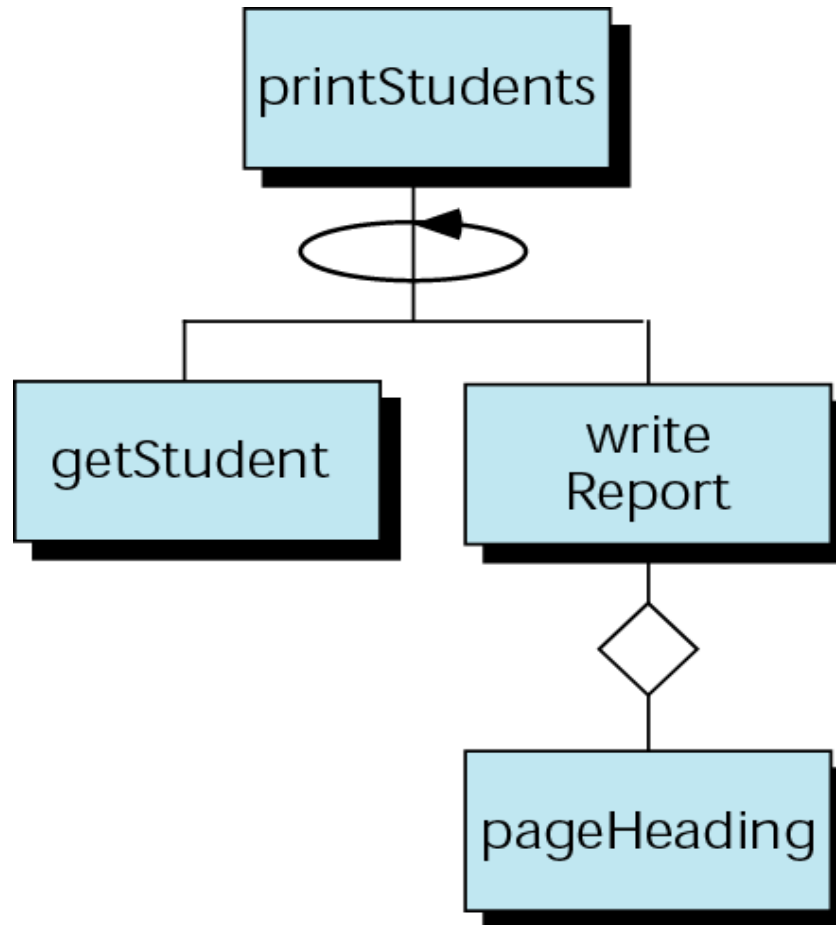 printStudents
getStudent
write
Report
pageHeading